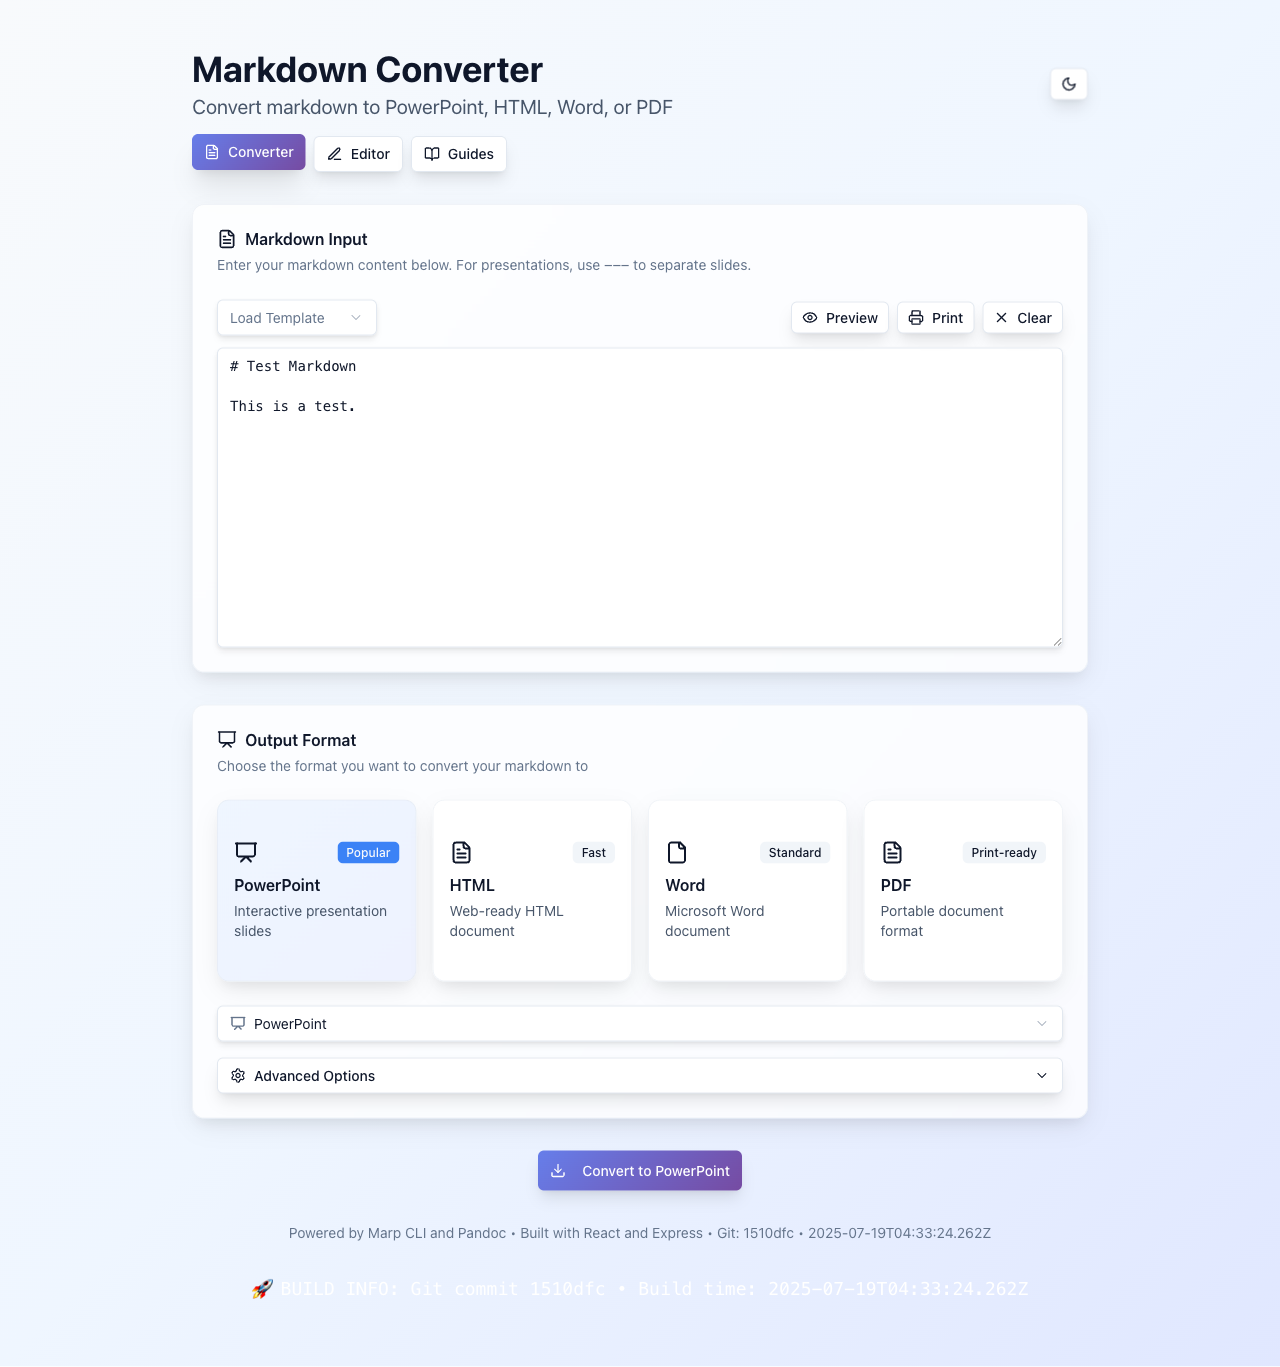 Markdown Converter
Convert markdown to PowerPoint, HTML, Word, or PDF
Converter
Editor
Guides
Markdown Input
Enter your markdown content below. For presentations, use --- to separate slides.
Load Template
Preview
Print
Clear
# Test Markdown
This is a test.
Output Format
Choose the format you want to convert your markdown to
Popular
PowerPoint
Interactive presentation
slides
Fast
HTML
Web-ready HTML
document
Standard
Word
Microsoft Word
document
Print-ready
PDF
Portable document
format
PowerPoint
Advanced Options
Convert to PowerPoint
Powered by Marp CLI and Pandoc • Built with React and Express • Git: 1510dfc • 2025-07-19T04:33:24.262Z
🚀 BUILD INFO: Git commit 1510dfc • Build time: 2025-07-19T04:33:24.262Z